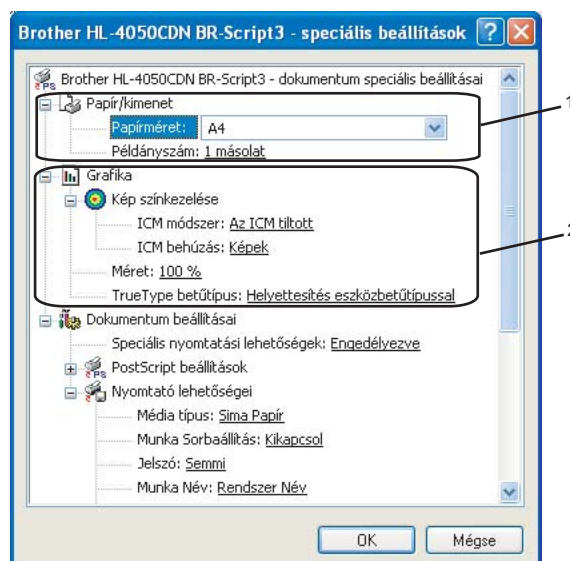 Brother HL-4050CDN BR-Script3 - speciális beállítások
Brother HL-4050CDN BR-Script3 - dokumentum speciális beállításai
Papír/kimenet
1
Papírméret: A4
Példányszám: 1 másolat
Grafika
Kép színkezelése
ICM módszer: Az ICM tiltott
2
ICM behúzás: Képek
Méret: 100 %
TrueType betűtípus: Helyettesítés eszközbetűtípussal
Dokumentum beállításai
Speciális nyomtatási lehetőségek: Engedélyezve
PostScript beállítások
Nyomtató lehetőségei
Média típus: Sima Papír
Munka Sorbaállítás: Kikapcsol
Jelszó: Semmi
Munka Név: Rendszer Név
OK Mégse